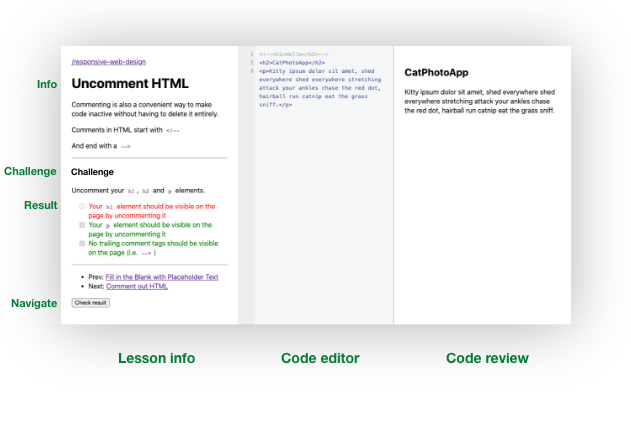 /responsive-web-design
Info
Uncomment HTML
Commenting is also a convenient way to make
code inactive without having to delete it entirely.
Comments in HTML start with <!--
And end with a -->
Challenge
Challenge
Uncomment your h1, h2 and p elements.
Result
Your h1 element should be visible on the
page by uncommenting it
Your p element should be visible on the
page by uncommenting it
No trailing comment tags should be visible
on the page (i.e. --> )
Prev: Fill in the Blank with Placeholder Text
Next: Comment out HTML
Navigate
Check result
1 <!--<h1>Hello</h1>-->
2 <h2>CatPhotoApp</h2>
3 <p>Kitty ipsum dolor sit amet, shed
everywhere shed everywhere stretching
attack your ankles chase the red dot,
hairball run catnip eat the grass
sniff.</p>
CatPhotoApp
Kitty ipsum dolor sit amet, shed everywhere shed
everywhere stretching attack your ankles chase
the red dot, hairball run catnip eat the grass sniff.
Lesson info
Code editor
Code review